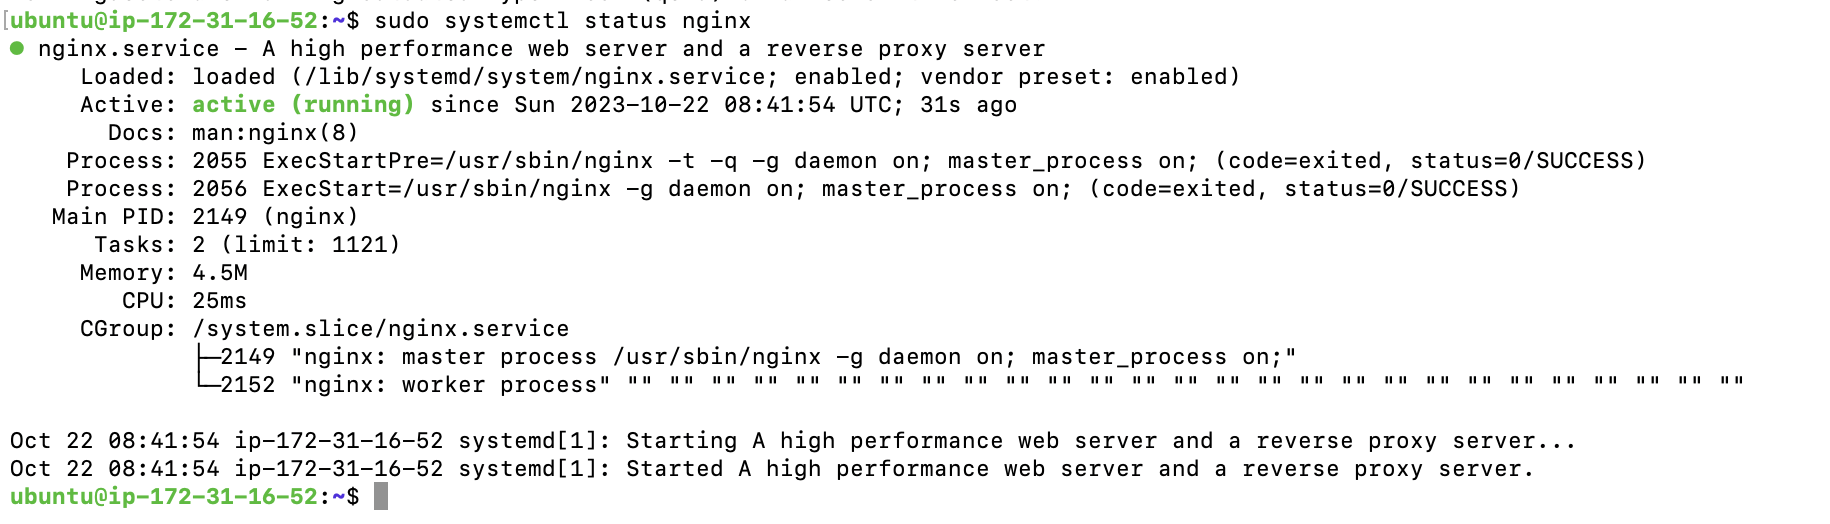 ubuntu@ip-172-31-16-52:~$ sudo systemctl status nginx
● nginx.service – A high performance web server and a reverse proxy server
Loaded: loaded (/lib/systemd/system/nginx.service; enabled; vendor preset: enabled)
Active: active (running) since Sun 2023-10-22 08:41:54 UTC; 31s ago
Docs: man:nginx(8)
Process: 2055 ExecStartPre=/usr/sbin/nginx -t -q -g daemon on; master_process on; (code=exited, status=0/SUCCESS)
Process: 2056 ExecStart=/usr/sbin/nginx -g daemon on; master_process on; (code=exited, status=0/SUCCESS)
Main PID: 2149 (nginx)
Tasks: 2 (limit: 1121)
Memory: 4.5M
CPU: 25ms
CGroup: /system.slice/nginx.service
├─2149 "nginx: master process /usr/sbin/nginx -g daemon on; master_process on;"
└─2152 "nginx: worker process" "" "" "" "" "" "" "" "" "" "" "" "" "" "" "" "" "" "" "" "" "" "" "" "" "" "" ""
Oct 22 08:41:54 ip-172-31-16-52 systemd[1]: Starting A high performance web server and a reverse proxy server...
Oct 22 08:41:54 ip-172-31-16-52 systemd[1]: Started A high performance web server and a reverse proxy server.
ubuntu@ip-172-31-16-52:~$